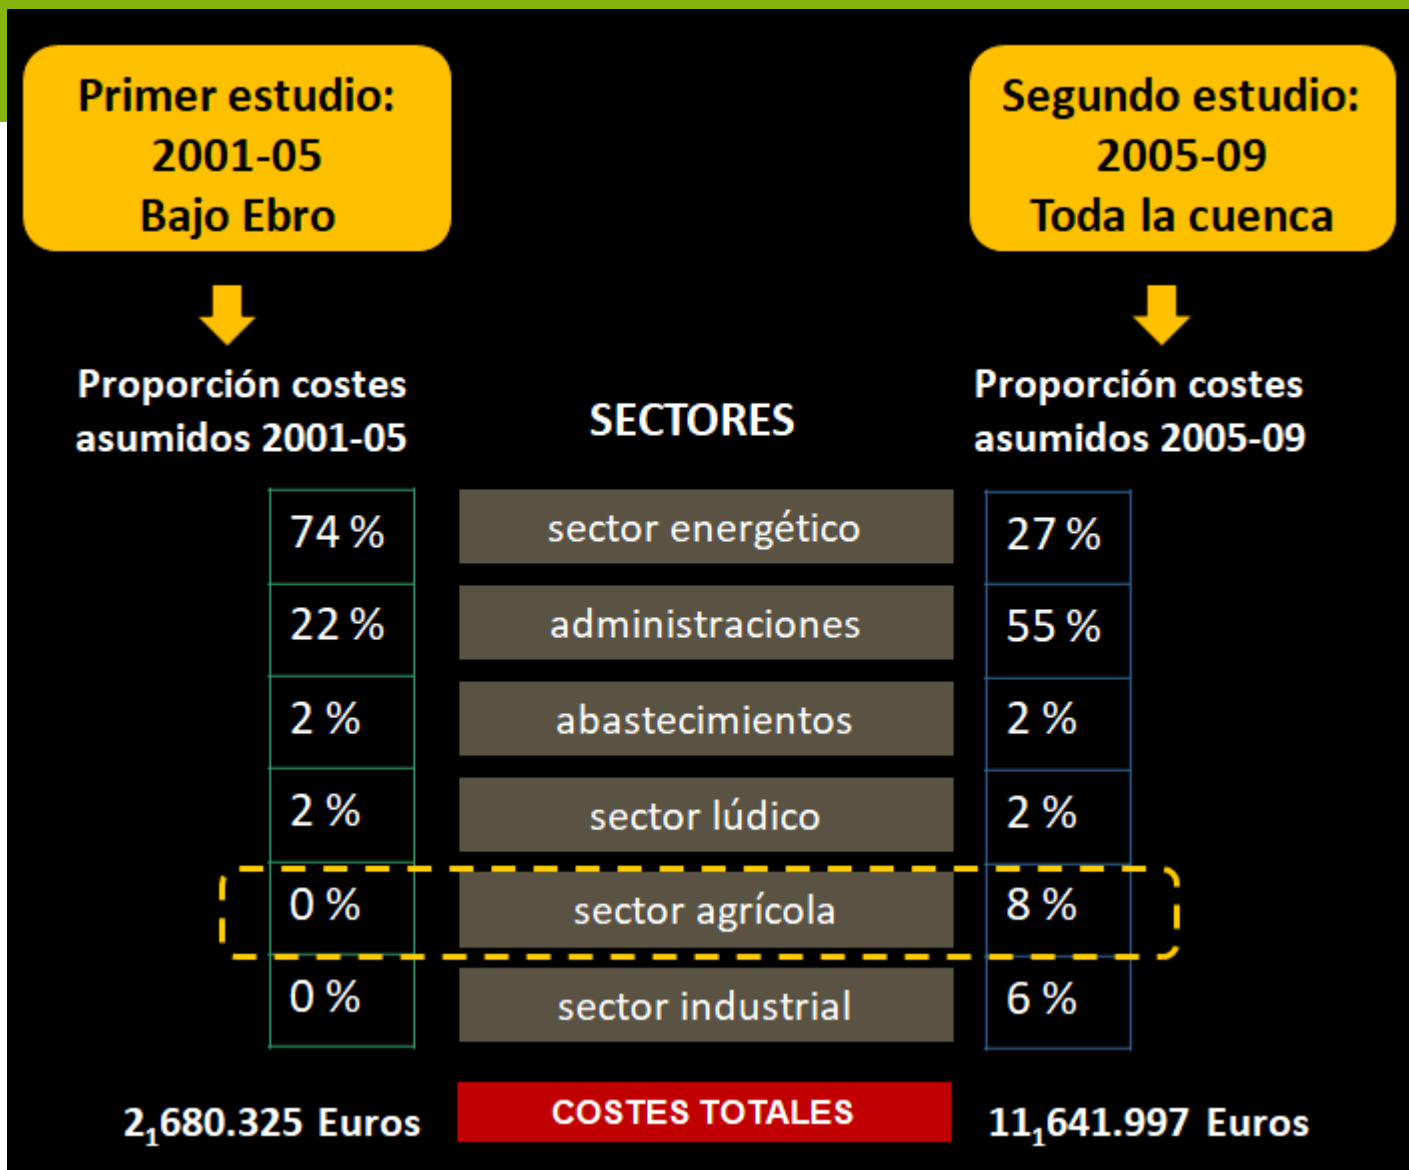 Primer estudio:
2001-05
Bajo Ebro
Segundo estudio:
2005-09
Toda la cuenca
Proporción costes
asumidos 2001-05
SECTORES
Proporción costes
asumidos 2005-09
74 % sector energético 27 %
22 % administraciones 55 %
2 % abastecimientos 2 %
2 % sector lúdico 2 %
0 % sector agrícola 8 %
0 % sector industrial 6 %
2,680.325 Euros COSTES TOTALES 11,641.997 Euros